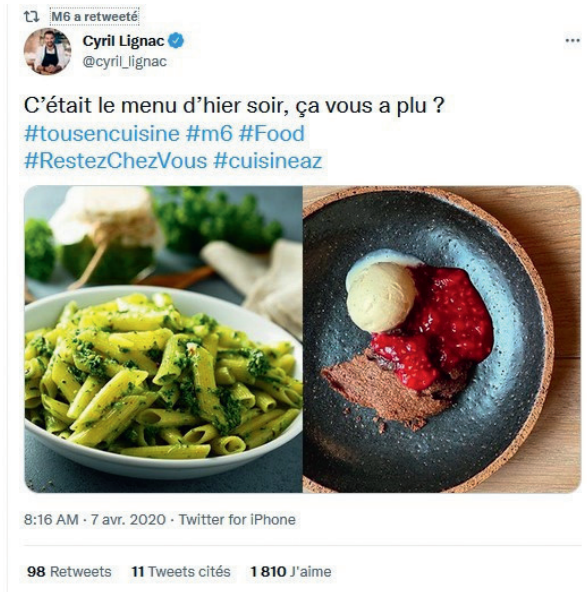 M6 a retweeté
Cyril Lignac
@cyril_lignac
C'était le menu d'hier soir, ça vous a plu ?
#tousencuisine #m6 #Food
#RestezChezVous #cuisineaz
8:16 AM · 7 avr. 2020 · Twitter for iPhone
98 Retweets 11 Tweets cités 1 810 J'aime